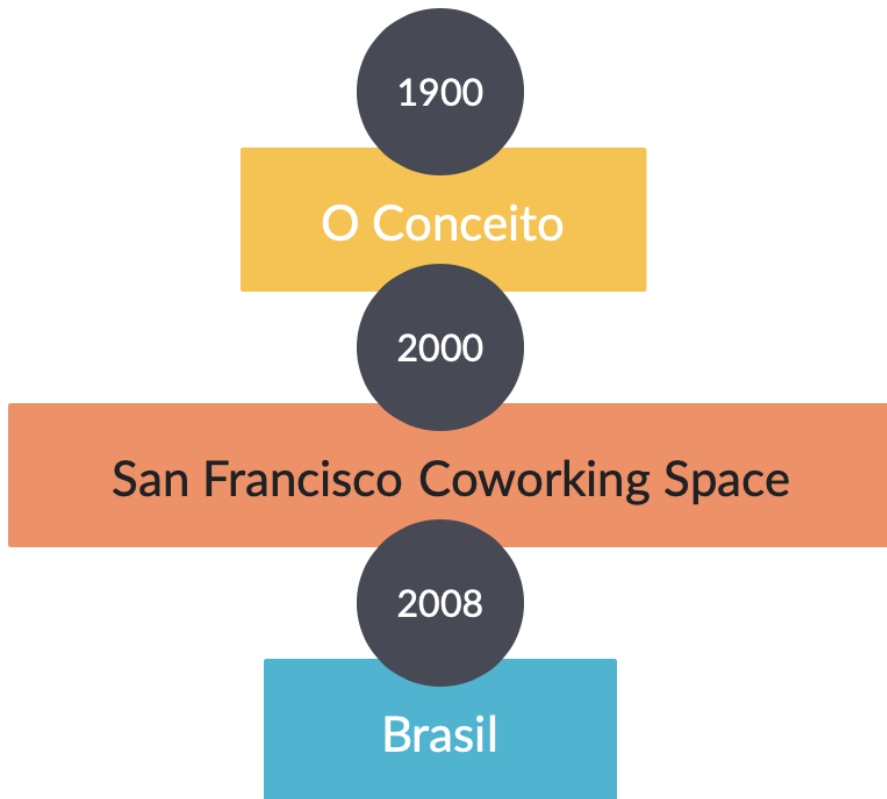 1900
O Conceito
2000
San Francisco Coworking Space
2008
Brasil